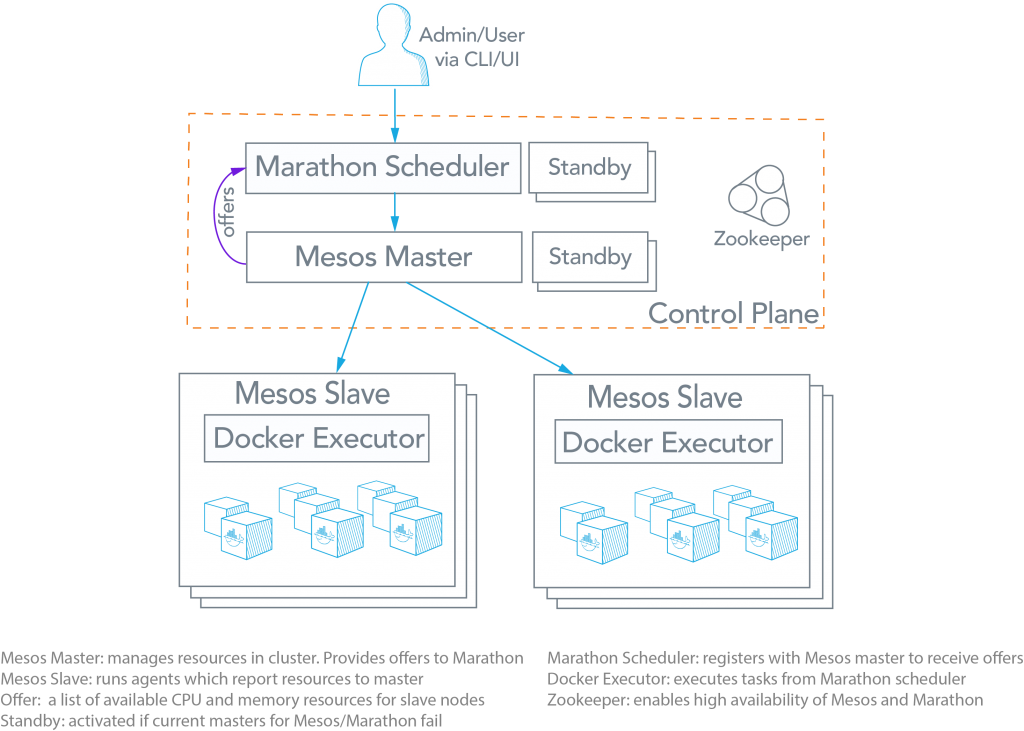 Admin/User
via CLI/UI
Marathon Scheduler
Standby
offers
Zookeeper
Mesos Master
Standby
Control Plane
Mesos Slave
Docker Executor
Mesos Slave
Docker Executor
Mesos Master: manages resources in cluster. Provides offers to Marathon
Mesos Slave: runs agents which report resources to master
Offer:  a list of available CPU and memory resources for slave nodes
Standby: activated if current masters for Mesos/Marathon fail
Marathon Scheduler: registers with Mesos master to receive offers
Docker Executor: executes tasks from Marathon scheduler
Zookeeper: enables high availability of Mesos and Marathon